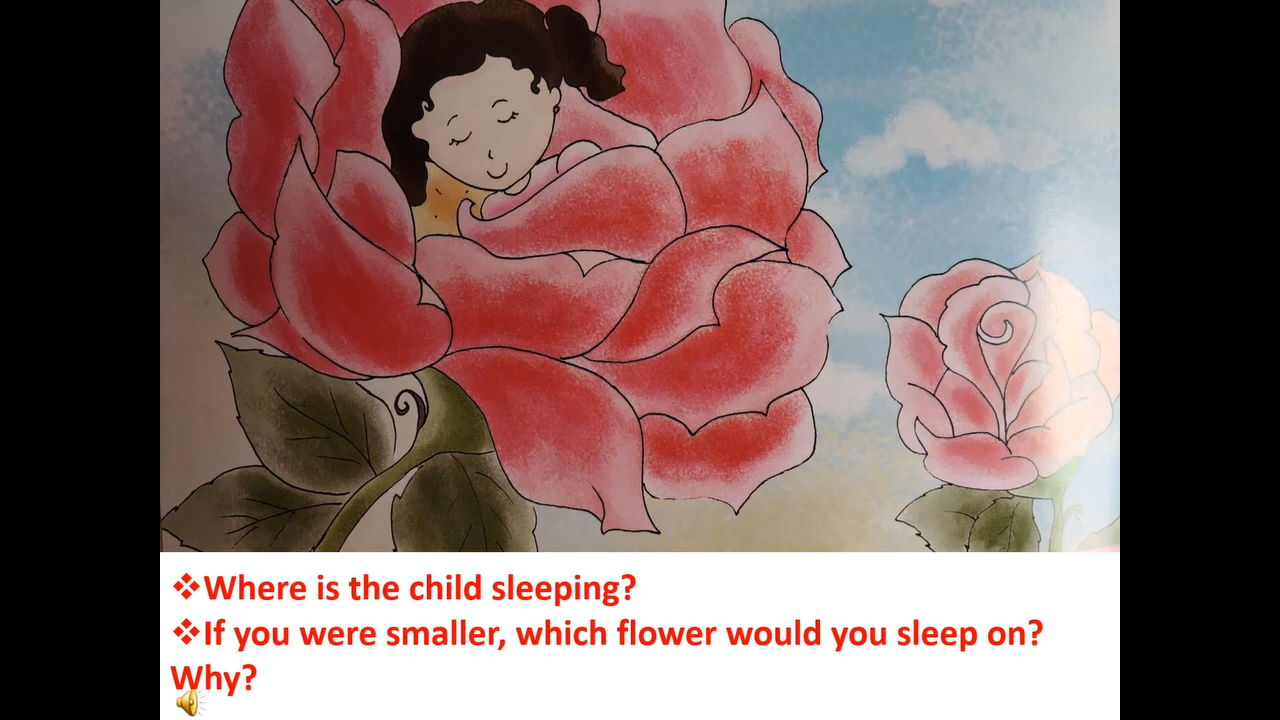 ❖Where is the child sleeping?
❖If you were smaller, which flower would you sleep on?
Why?